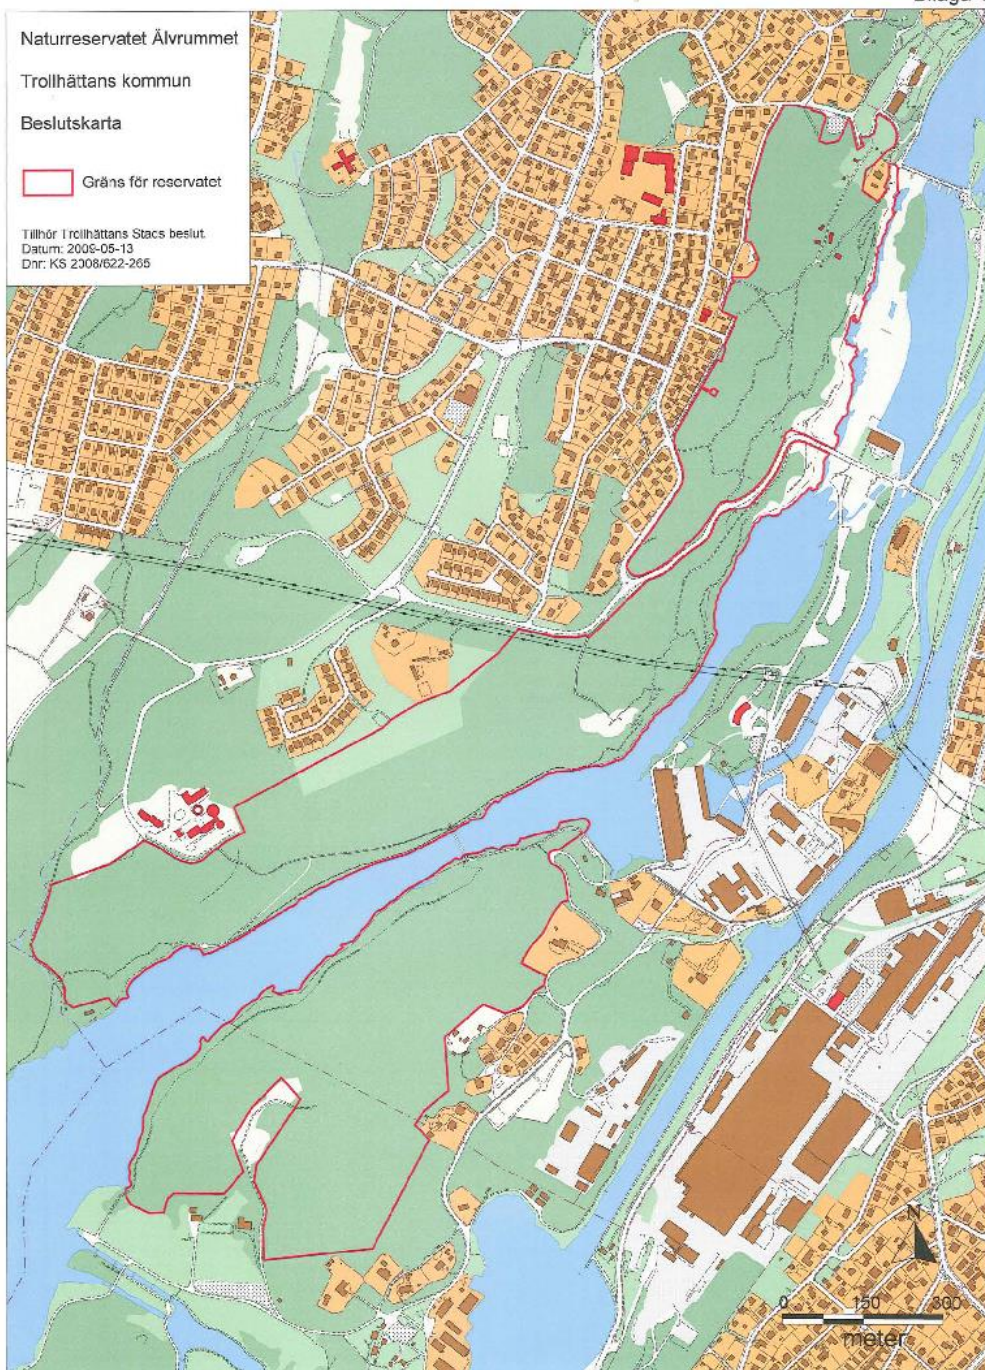 Naturreservatet Älvrummet
Trollhättans kommun
Beslutskarta
Gräns för reservatet
Tillhör Trollhättans Stads beslut.
Datum: 2009-05-13
Dnr: KS 2008/622-265
N
0 150 300
meter